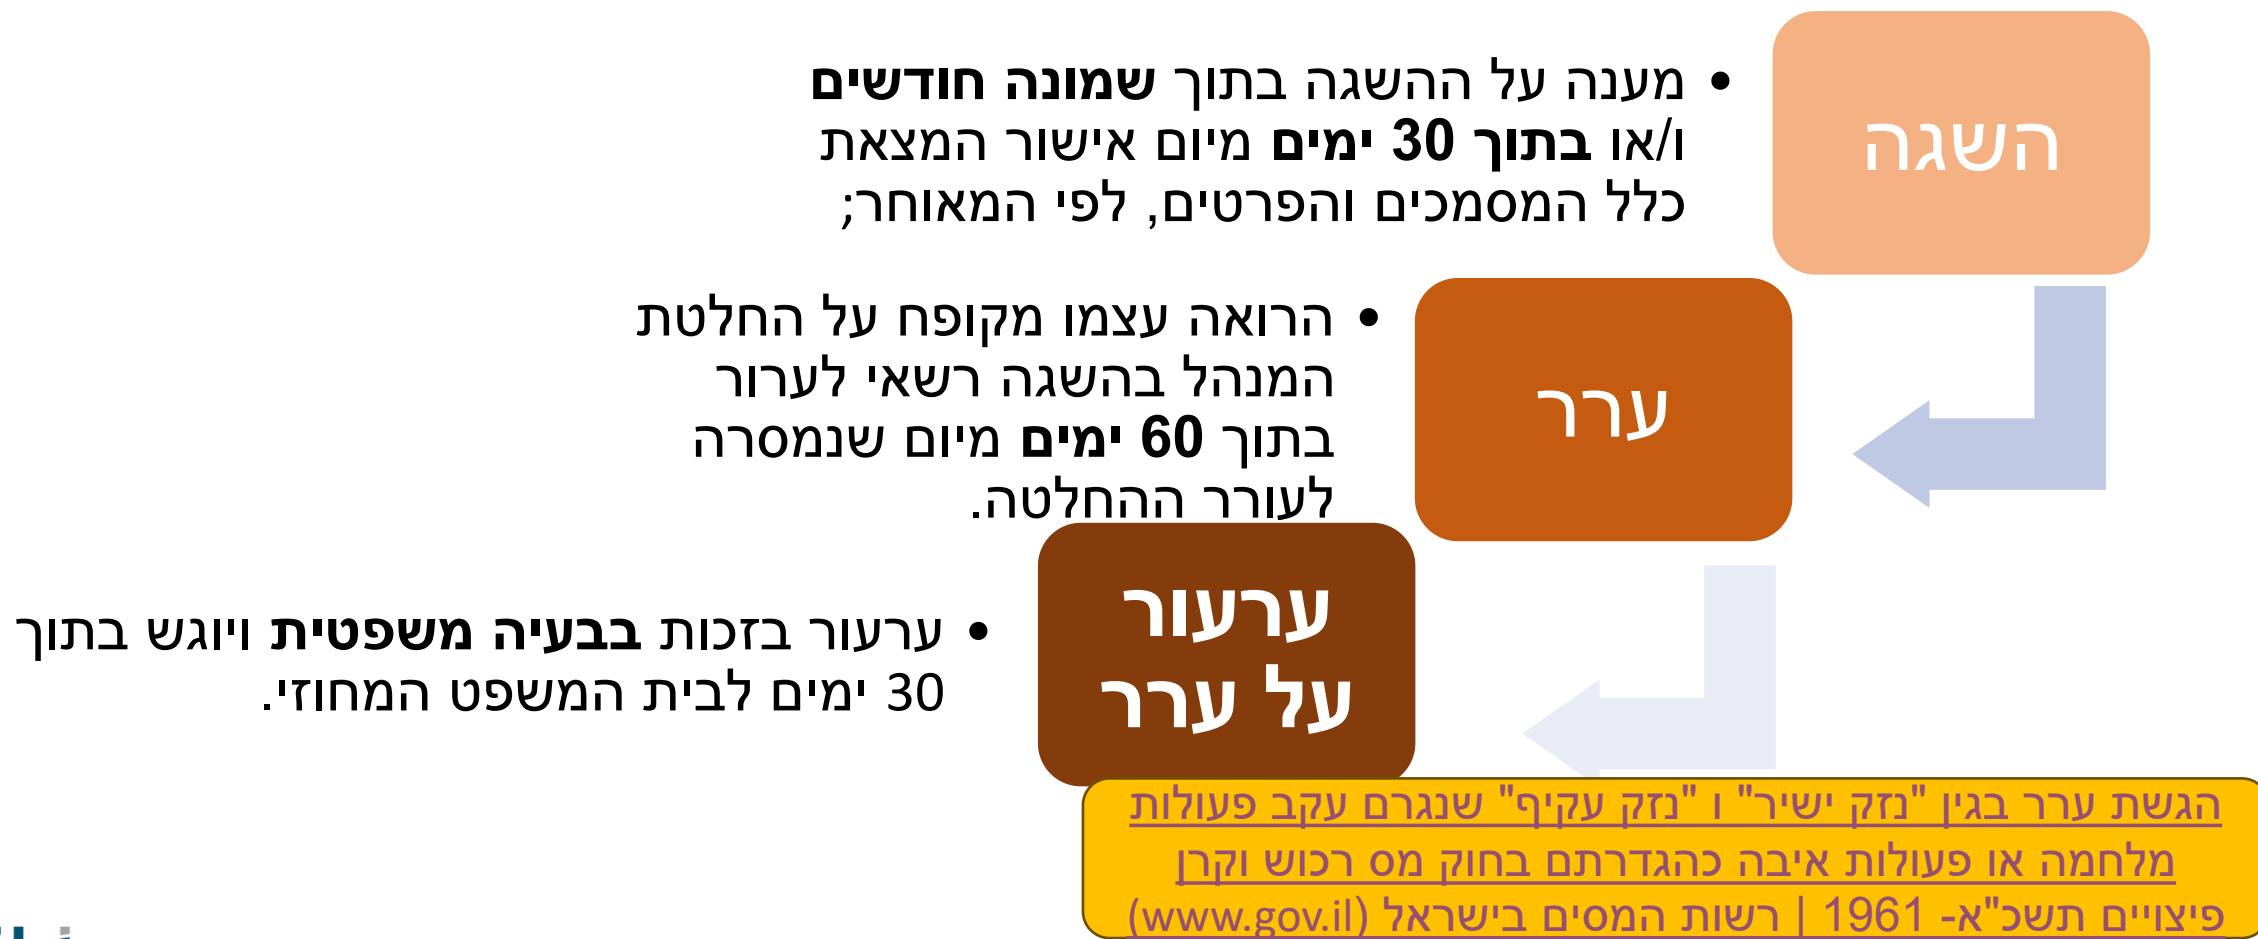 השגה
• מענה על ההשגה בתוך שמונה חודשים
ו/או בתוך 30 ימים מיום אישור המצאת
כלל המסמכים והפרטים, לפי המאוחר;
ערר
• הרואה עצמו מקופח על החלטת
המנהל בהשגה רשאי לערור
בתוך 60 ימים מיום שנמסרה
לעורר ההחלטה.
ערעור
על ערר
• ערעור בזכות בבעיה משפטית ויוגש בתוך
30 ימים לבית המשפט המחוזי.
הגשת ערר בגין "נזק ישיר" ו "נזק עקיף" שנגרם עקב פעולות
מלחמה או פעולות איבה כהגדרתם בחוק מס רכוש וקרן
פיצויים תשכ"א- 1961 | רשות המסים בישראל (www.gov.il)